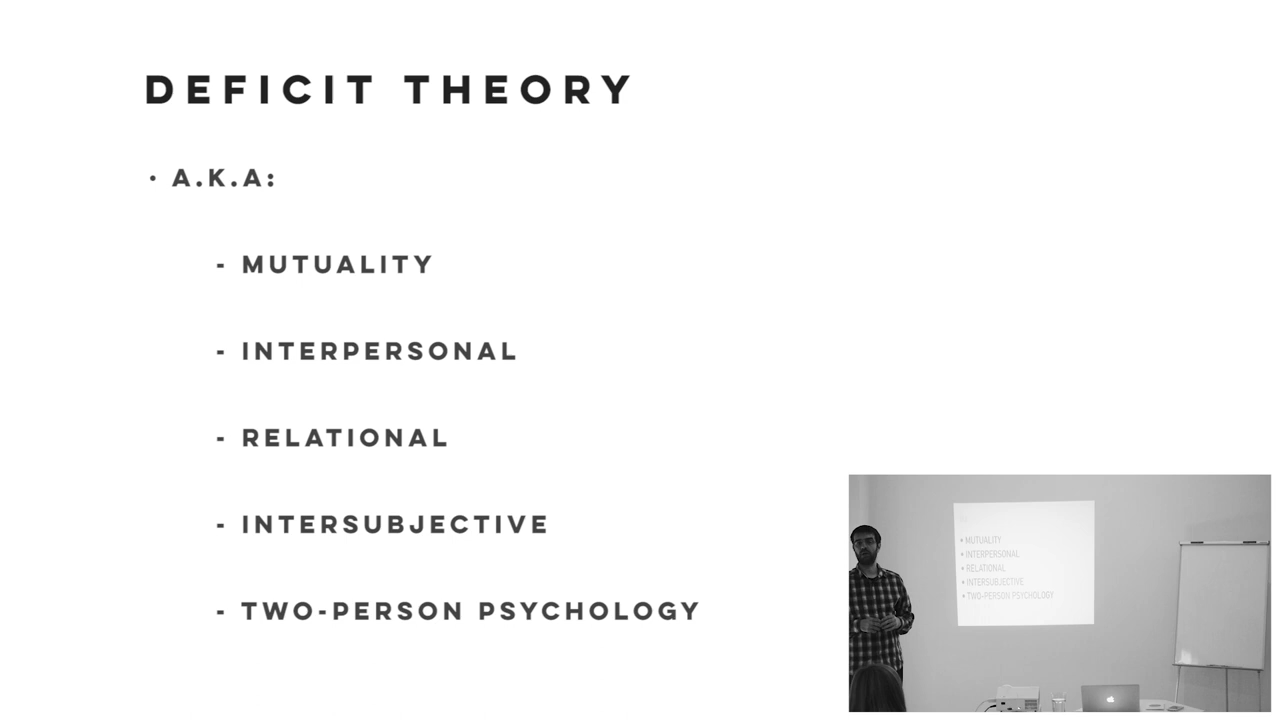 DEFICIT THEORY
• A.K.A:
- MUTUALITY
- INTERPERSONAL
- RELATIONAL
- INTERSUBJECTIVE
- TWO-PERSON PSYCHOLOGY
• MUTUALITY
• INTERPERSONAL
• RELATIONAL
• INTERSUBJECTIVE
• TWO-PERSON PSYCHOLOGY